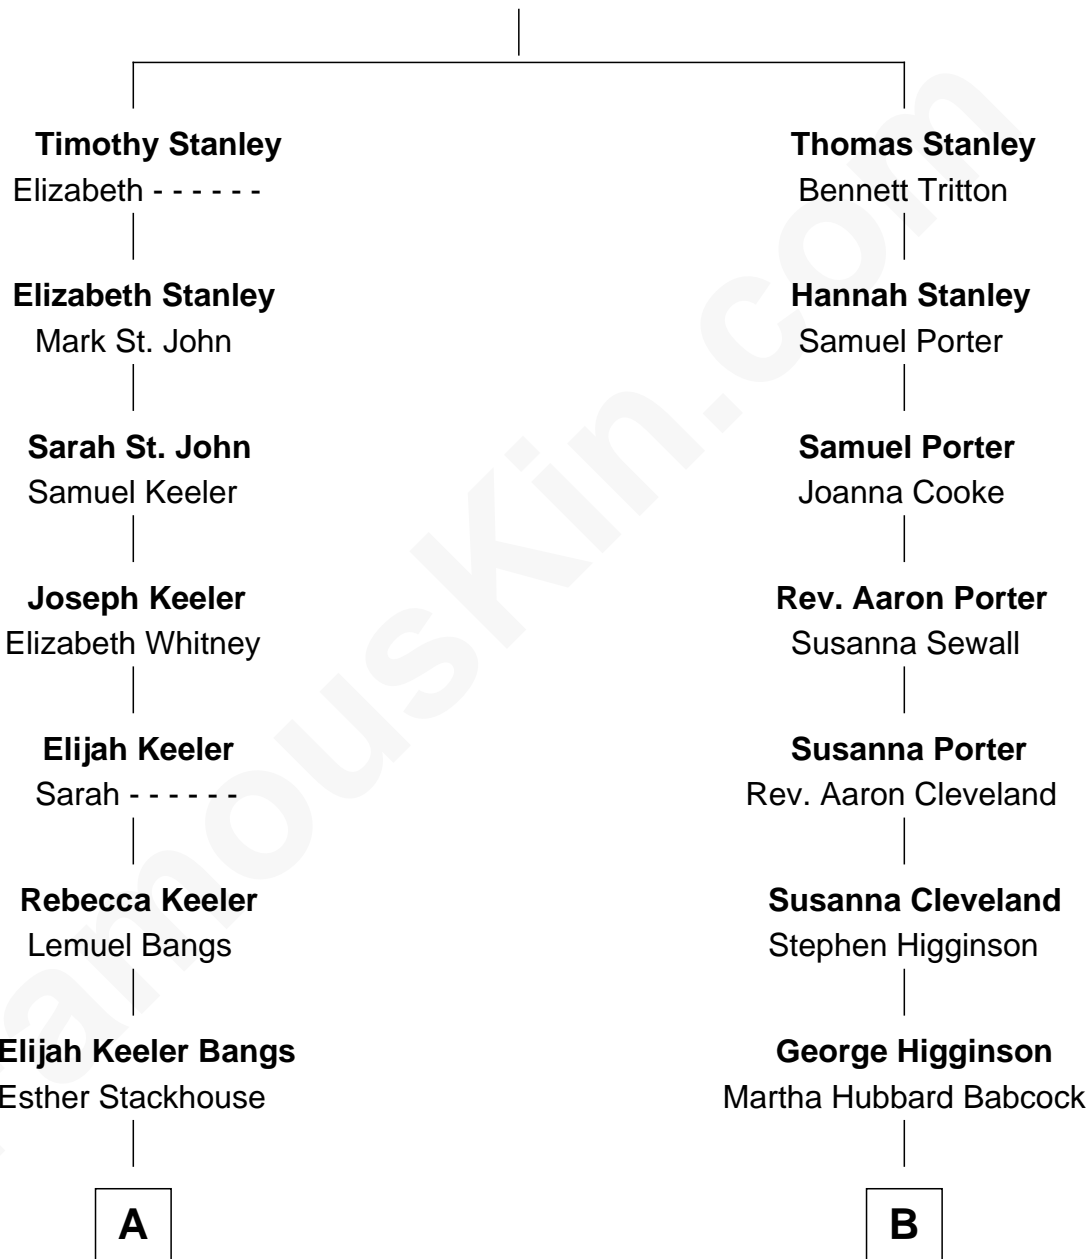 Timothy Stanley
Elizabeth - - - - - -
Elizabeth Stanley
Mark St. John
Sarah St. John
Samuel Keeler
Joseph Keeler
Elizabeth Whitney
Elijah Keeler
Sarah - - - - - -
Rebecca Keeler
Lemuel Bangs
Elijah Keeler Bangs
Esther Stackhouse
A
Thomas Stanley
Bennett Tritton
Hannah Stanley
Samuel Porter
Samuel Porter
Joanna Cooke
Rev. Aaron Porter
Susanna Sewall
Susanna Porter
Rev. Aaron Cleveland
Susanna Cleveland
Stephen Higginson
George Higginson
Martha Hubbard Babcock
B
FamousKin.com